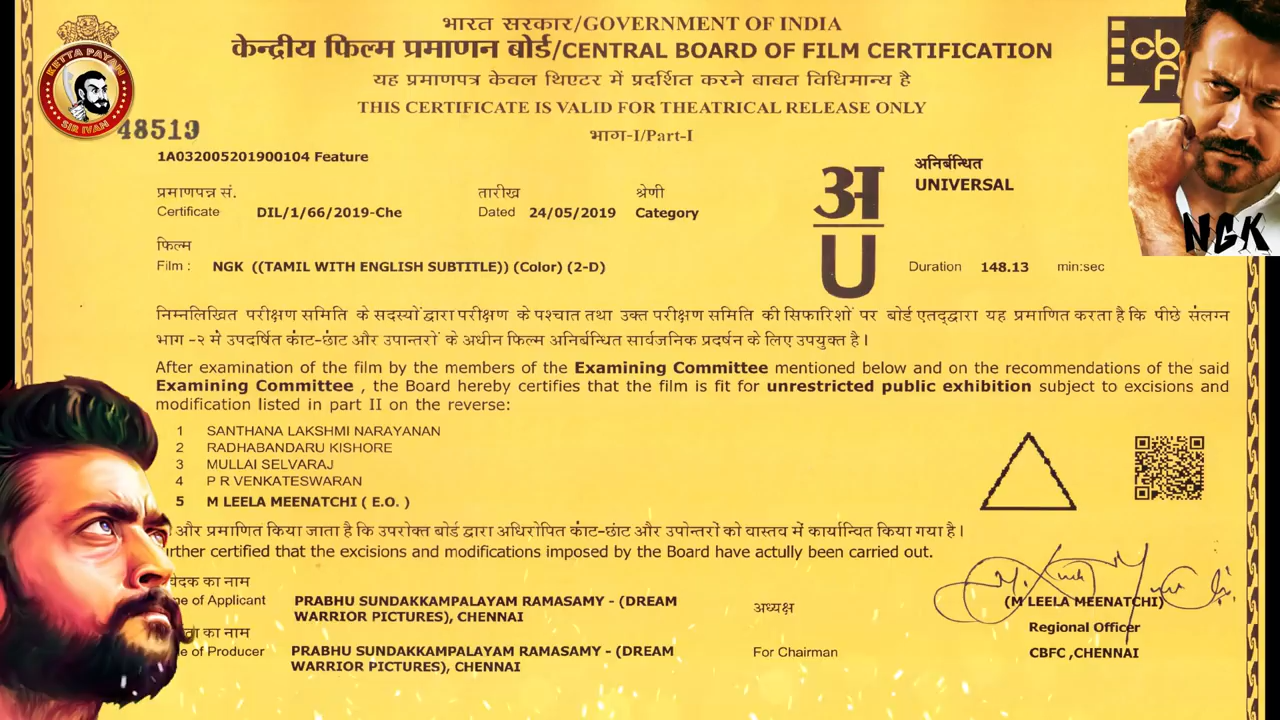 भारत सरकार/GOVERNMENT OF INDIA
केन्द्रीय फिल्म प्रमाणन बोर्ड/CENTRAL BOARD OF FILM CERTIFICATION
यह प्रमाणपत्र केवल थिएटर में प्रदर्शित करने बाबत विधिमान्य है
THIS CERTIFICATE IS VALID FOR THEATRICAL RELEASE ONLY
भाग-I/Part-I
KETTA PAYAN
SIR IVAN
48519
cb
f
NGK
1A032005201900104 Feature
अनिर्बन्धित
UNIVERSAL
अ
U
प्रमाणपत्र सं. तारीख श्रेणी
Certificate DIL/1/66/2019-Che Dated 24/05/2019 Category
फिल्म
Film : NGK ((TAMIL WITH ENGLISH SUBTITLE)) (Color) (2-D) Duration 148.13 min:sec
निम्नलिखित परीक्षण समिति के सदस्यों द्वारा परीक्षण के पश्चात तथा उक्त परीक्षण समिति की सिफारिशों पर बोर्ड एतद्द्वारा यह प्रमाणित करता है कि पीछे संलग्न
भाग -२ में उपदर्षित कांट-छांट और उपान्तरों के अधीन फिल्म अनिर्बन्धित सार्वजनिक प्रदर्षन के लिए उपयुक्त है।
After examination of the film by the members of the Examining Committee mentioned below and on the recommendations of the said
Examining Committee , the Board hereby certifies that the film is fit for unrestricted public exhibition subject to excisions and
modification listed in part II on the reverse:
1 SANTHANA LAKSHMI NARAYANAN
2 RADHABANDARU KISHORE
3 MULLAI SELVARAJ
4 P R VENKATESWARAN
5 M LEELA MEENATCHI ( E.O. )
और प्रमाणित किया जाता है कि उपरोक्त बोर्ड द्वारा अधिरोपित कांट-छांट और उपोन्तरों को वास्तव में कार्यान्वित किया गया है।
urther certified that the excisions and modifications imposed by the Board have actully been carried out.
वेदक का नाम
e of Applicant PRABHU SUNDAKKAMPALAYAM RAMASAMY - (DREAM
WARRIOR PICTURES), CHENNAI
अध्यक्ष
(M LEELA MEENATCHI)
Regional Officer
का नाम
e of Producer PRABHU SUNDAKKAMPALAYAM RAMASAMY - (DREAM
WARRIOR PICTURES), CHENNAI
For Chairman
CBFC ,CHENNAI